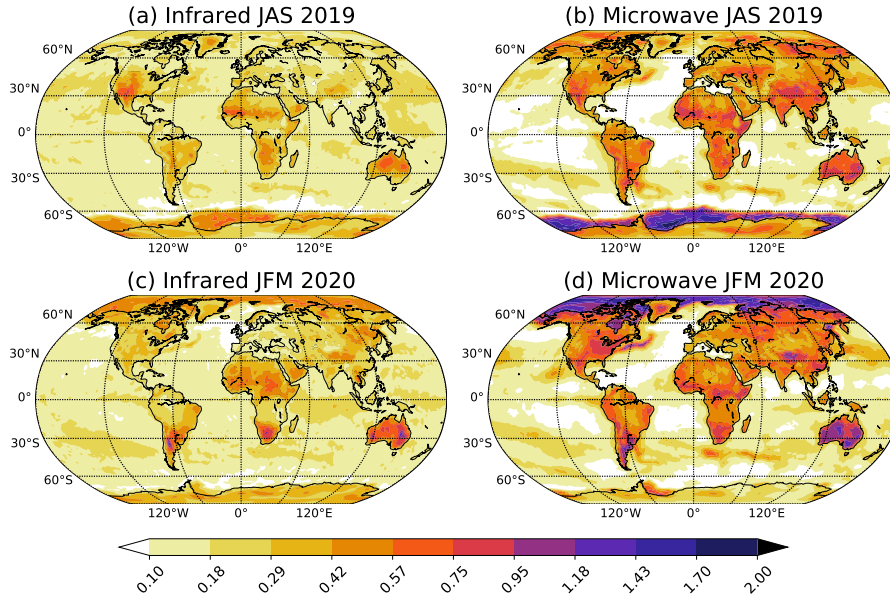 (a) Infrared JAS 2019
(b) Microwave JAS 2019
60°N
60°N
30°N
30°N
0°
0°
30°S
30°S
60°S
60°S
120°W 0° 120°E
120°W 0° 120°E
(c) Infrared JFM 2020
(d) Microwave JFM 2020
60°N
60°N
30°N
30°N
0°
0°
30°S
30°S
60°S
60°S
120°W 0° 120°E
120°W 0° 120°E
0.10 0.18 0.29 0.42 0.57 0.75 0.95 1.18 1.43 1.70 2.00